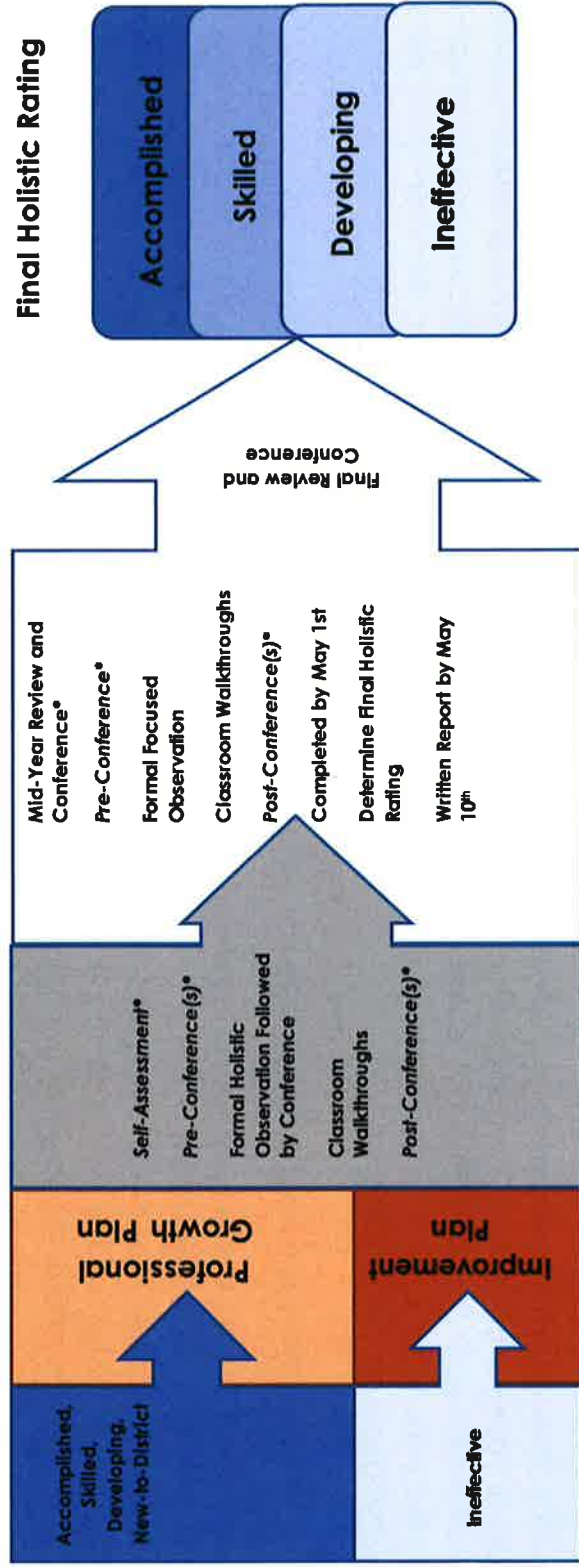 Accomplished,
Skilled,
Developing,
New-to-District
Ineffective
Professional
Growth Plan
Improvement
Plan
Self-Assessment*
Pre-Conference(s)*
Formal Holistic
Observation Followed
by Conference
Classroom
Walkthroughs
Post-Conference(s)*
Mid-Year Review and
Conference*
Pre-Conference*
Formal Focused
Observation
Classroom Walkthroughs
Post-Conference(s)*
Completed by May 1st
Determine Final Holistic
Rating
Written Report by May
10th
Final Review and
Conference
Final Holistic Rating
Accomplished
Skilled
Developing
Ineffective